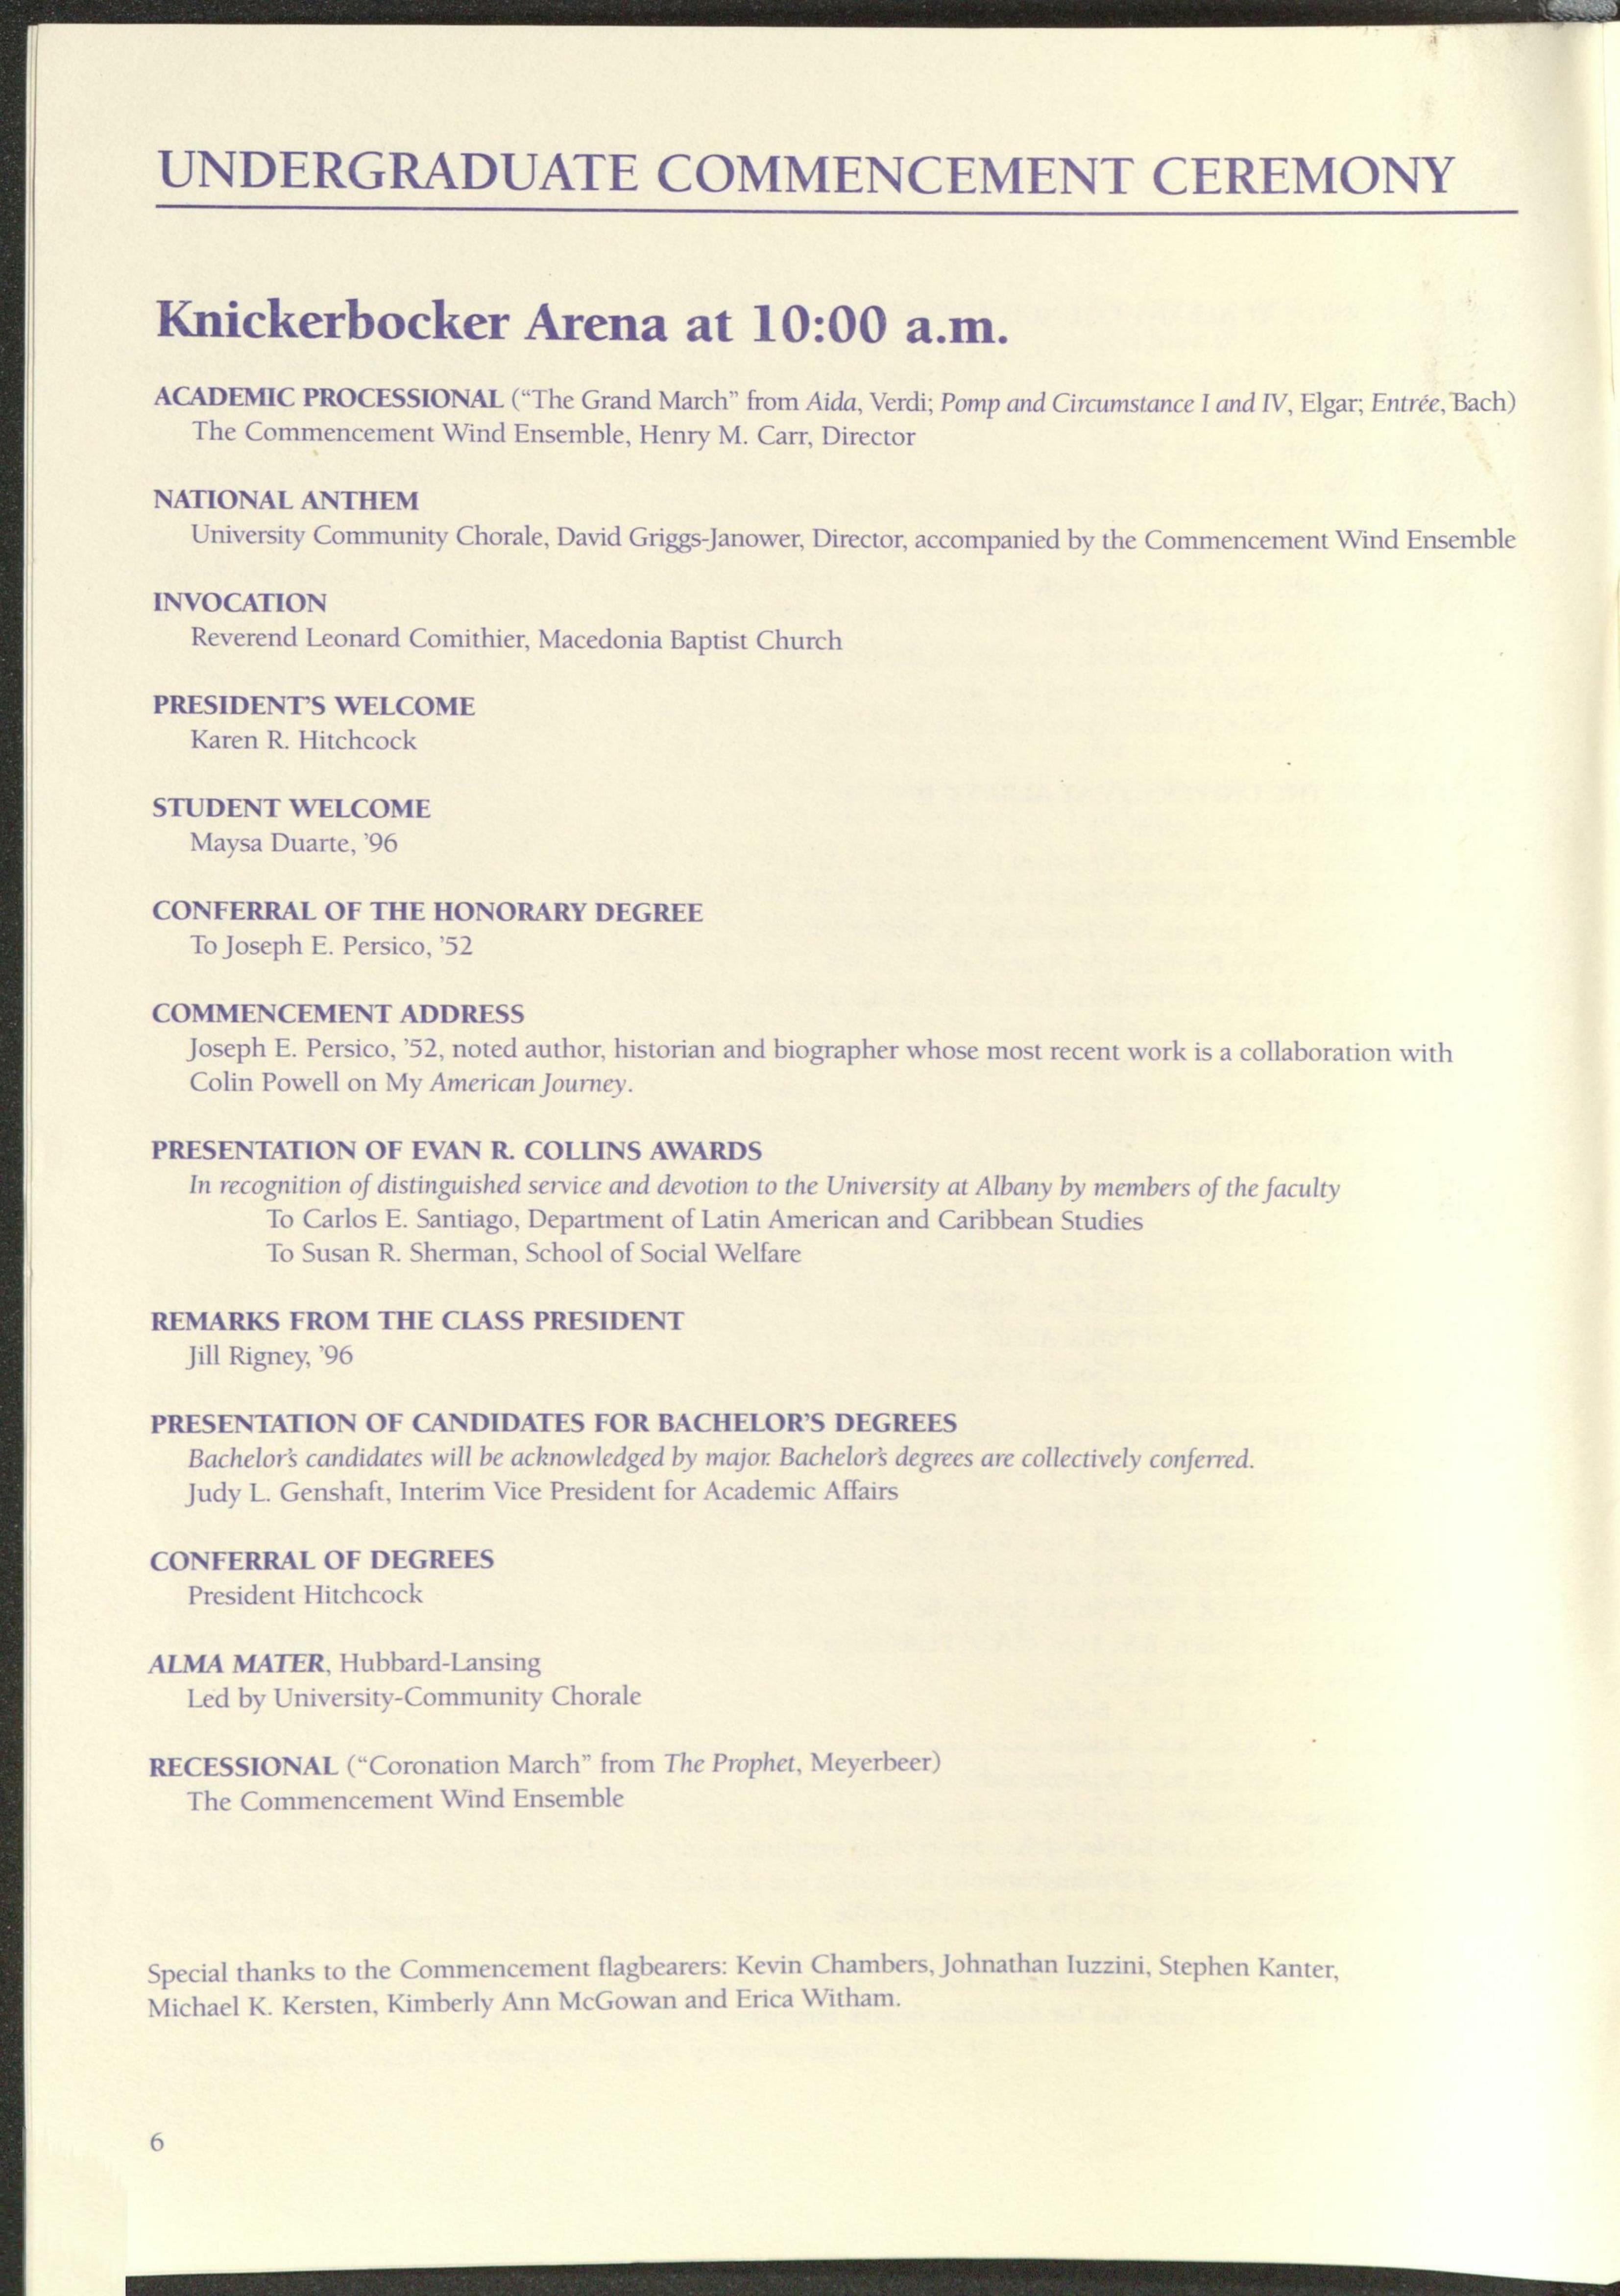 UNDERGRADUATE COMMENCEMENT CEREMONY
Knickerbocker Arena at 10:00 a.m.
ACADEMIC PROCESSIONAL (“The Grand March” from Aida, Verdi; Pomp and Circumstance I and IV, Elgar; Entrée, Bach)
The Commencement Wind Ensemble, Henry M. Carr, Director
NATIONAL ANTHEM
University Community Chorale, David Griggs-Janower, Director, accompanied by the Commencement Wind Ensemble
INVOCATION
Reverend Leonard Comithier, Macedonia Baptist Church
PRESIDENT'S WELCOME
Karen R. Hitchcock
STUDENT WELCOME
Maysa Duarte, ’96
CONFERRAL OF THE HONORARY DEGREE
To Joseph E. Persico, ’52
COMMENCEMENT ADDRESS
Joseph E. Persico, ’52, noted author, historian and biographer whose most recent work is a collaboration with
Colin Powell on My American Journey.
PRESENTATION OF EVAN R. COLLINS AWARDS
In recognition of distinguished service and devotion to the University at Albany by members of the faculty
To Carlos E. Santiago, Department of Latin American and Caribbean Studies
To Susan R. Sherman, School of Social Welfare
REMARKS FROM THE CLASS PRESIDENT
Jill Rigney, ’96
PRESENTATION OF CANDIDATES FOR BACHELOR'S DEGREES
Bachelor's candidates will be acknowledged by major. Bachelor's degrees are collectively conferred.
Judy L. Genshaft, Interim Vice President for Academic Affairs
CONFERRAL OF DEGREES
President Hitchcock
ALMA MATER, Hubbard-Lansing
Led by University-Community Chorale
RECESSIONAL (“Coronation March” from The Prophet, Meyerbeer)
The Commencement Wind Ensemble
Special thanks to the Commencement flagbearers: Kevin Chambers, Johnathan Iuzzini, Stephen Kanter,
Michael K. Kersten, Kimberly Ann McGowan and Erica Witham.
6